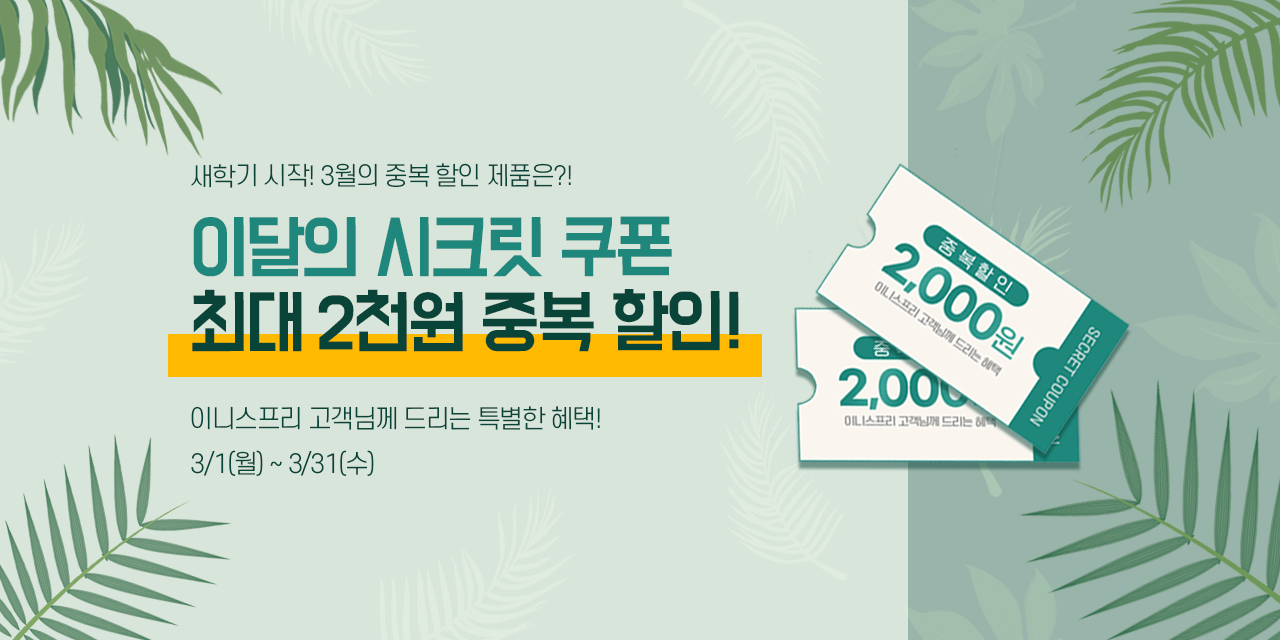 새학기 시작! 3월의 중복 할인 제품은?!
이달의 시크릿 쿠폰
최대 2천원 중복 할인!
이니스프리 고객님께 드리는 특별한 혜택!
3/1(월) ~ 3/31(수)
중복할인
2,000원
이니스프리 고객님께 드리는 혜택
SECRET COUPON
중
2,000
이니스프리 고객님께 드리는 혜택